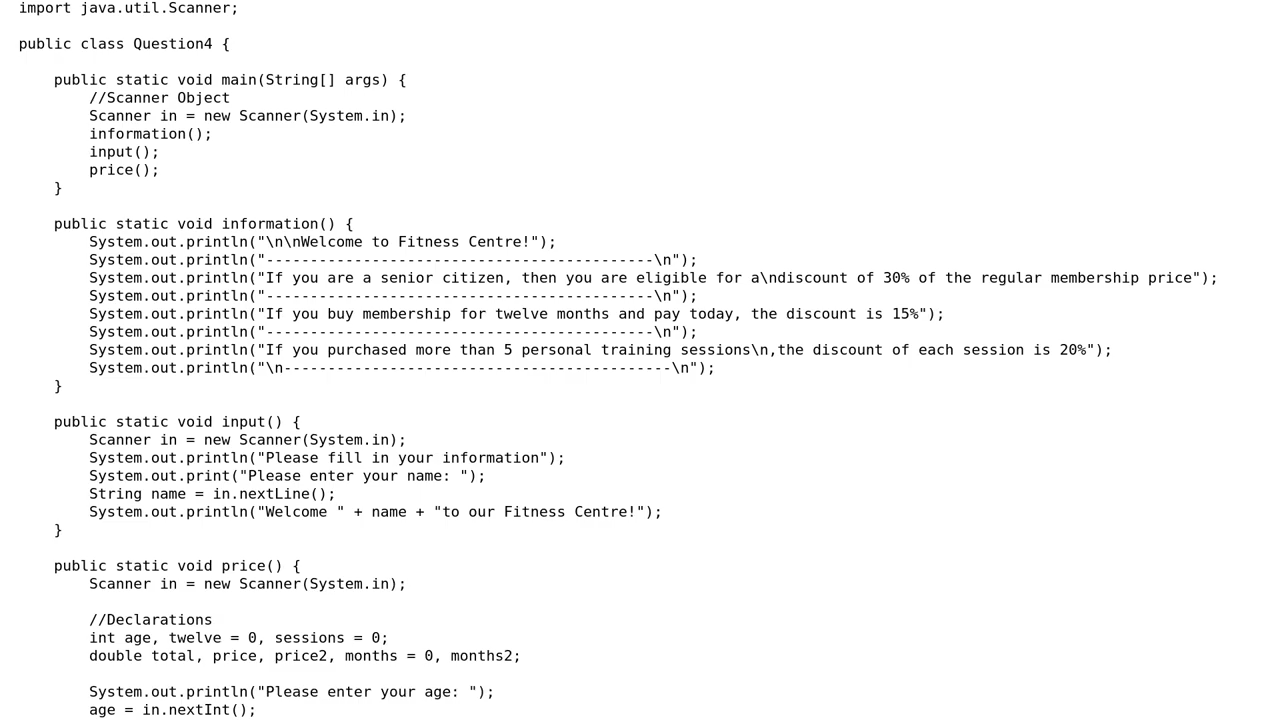 import java.util.Scanner;

public class Question4 {

    public static void main(String[] args) {
        //Scanner Object
        Scanner in = new Scanner(System.in);
        information();
        input();
        price();
    }

    public static void information() {
        System.out.println("\n\nWelcome to Fitness Centre!");
        System.out.println("--------------------------------------------\n");
        System.out.println("If you are a senior citizen, then you are eligible for a\ndiscount of 30% of the regular membership price");
        System.out.println("--------------------------------------------\n");
        System.out.println("If you buy membership for twelve months and pay today, the discount is 15%");
        System.out.println("--------------------------------------------\n");
        System.out.println("If you purchased more than 5 personal training sessions\n,the discount of each session is 20%");
        System.out.println("\n--------------------------------------------\n");
    }

    public static void input() {
        Scanner in = new Scanner(System.in);
        System.out.println("Please fill in your information");
        System.out.print("Please enter your name: ");
        String name = in.nextLine();
        System.out.println("Welcome " + name + "to our Fitness Centre!");
    }

    public static void price() {
        Scanner in = new Scanner(System.in);

        //Declarations
        int age, twelve = 0, sessions = 0;
        double total, price, price2, months = 0, months2;

        System.out.println("Please enter your age: ");
        age = in.nextInt();